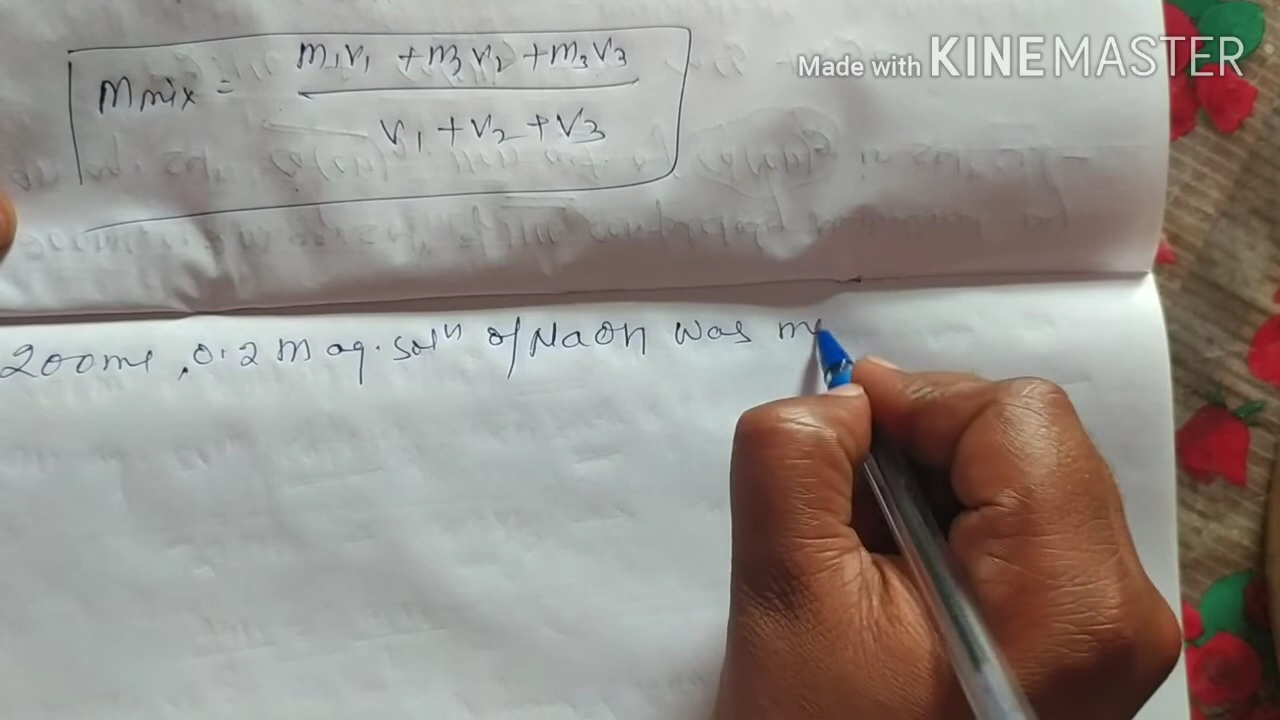 Made with KINEMASTER
Mmix = m1v1 + m2v2 + m3v3
v1 + v2 + v3
200ml, 0.2 M aq. solⁿ of NaOH was m